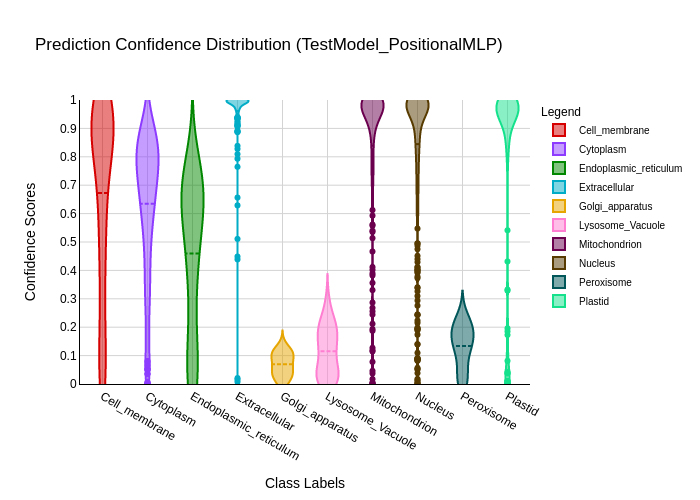 Prediction Confidence Distribution (TestModel_PositionalMLP)
Confidence Scores
1
0.9
0.8
0.7
0.6
0.5
0.4
0.3
0.2
0.1
0
Cell_membrane
Cytoplasm
Endoplasmic_reticulum
Extracellular
Golgi_apparatus
Lysosome_Vacuole
Mitochondrion
Nucleus
Peroxisome
Plastid
Class Labels
Legend
Cell_membrane
Cytoplasm
Endoplasmic_reticulum
Extracellular
Golgi_apparatus
Lysosome_Vacuole
Mitochondrion
Nucleus
Peroxisome
Plastid